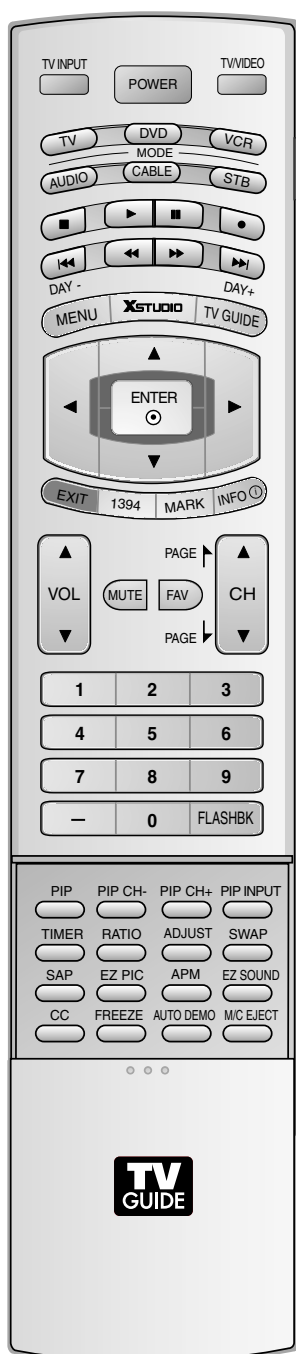 TV INPUT POWER TV/VIDEO
TV DVD VCR
MODE
AUDIO CABLE STB
DAY - DAY+
MENU XSTUDIO TV GUIDE
ENTER
EXIT 1394 MARK INFO
PAGE
VOL MUTE FAV CH
PAGE
1 2 3
4 5 6
7 8 9
— 0 FLASHBK
PIP PIP CH- PIP CH+ PIP INPUT
TIMER RATIO ADJUST SWAP
SAP EZ PIC APM EZ SOUND
CC FREEZE AUTO DEMO M/C EJECT
TV
GUIDE